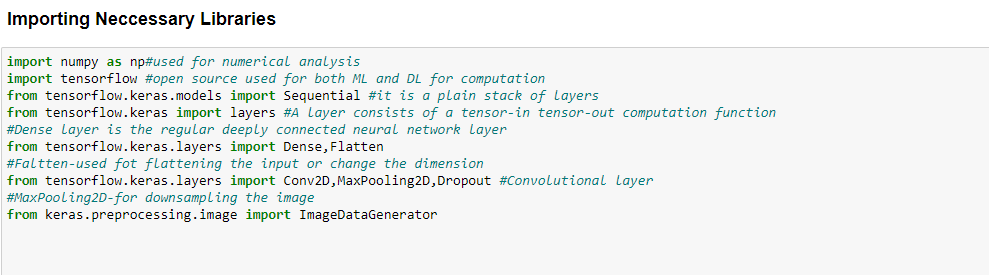 Importing Neccessary Libraries
import numpy as np#used for numerical analysis
import tensorflow #open source used for both ML and DL for computation
from tensorflow.keras.models import Sequential #it is a plain stack of layers
from tensorflow.keras import layers #A layer consists of a tensor-in tensor-out computation function
#Dense layer is the regular deeply connected neural network layer
from tensorflow.keras.layers import Dense,Flatten
#Faltten-used fot flattening the input or change the dimension
from tensorflow.keras.layers import Conv2D,MaxPooling2D,Dropout #Convolutional layer
#MaxPooling2D-for downsampling the image
from keras.preprocessing.image import ImageDataGenerator